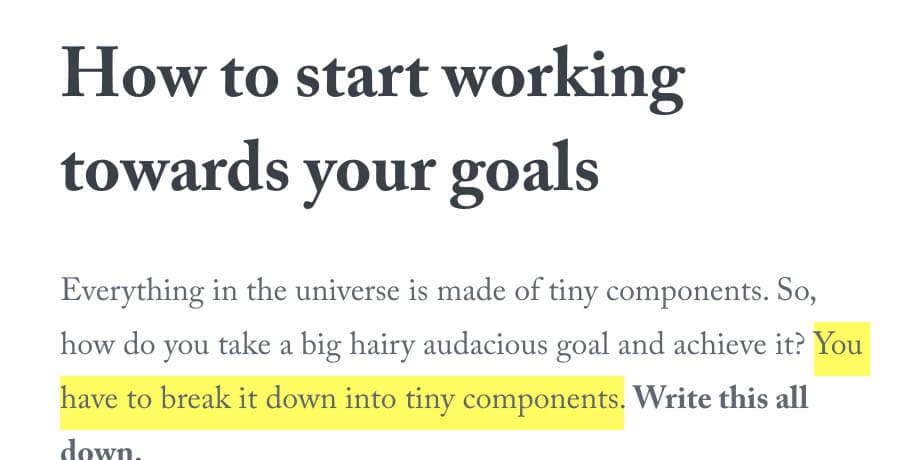 How to start working
towards your goals
Everything in the universe is made of tiny components. So,
how do you take a big hairy audacious goal and achieve it? You
have to break it down into tiny components. Write this all
down.